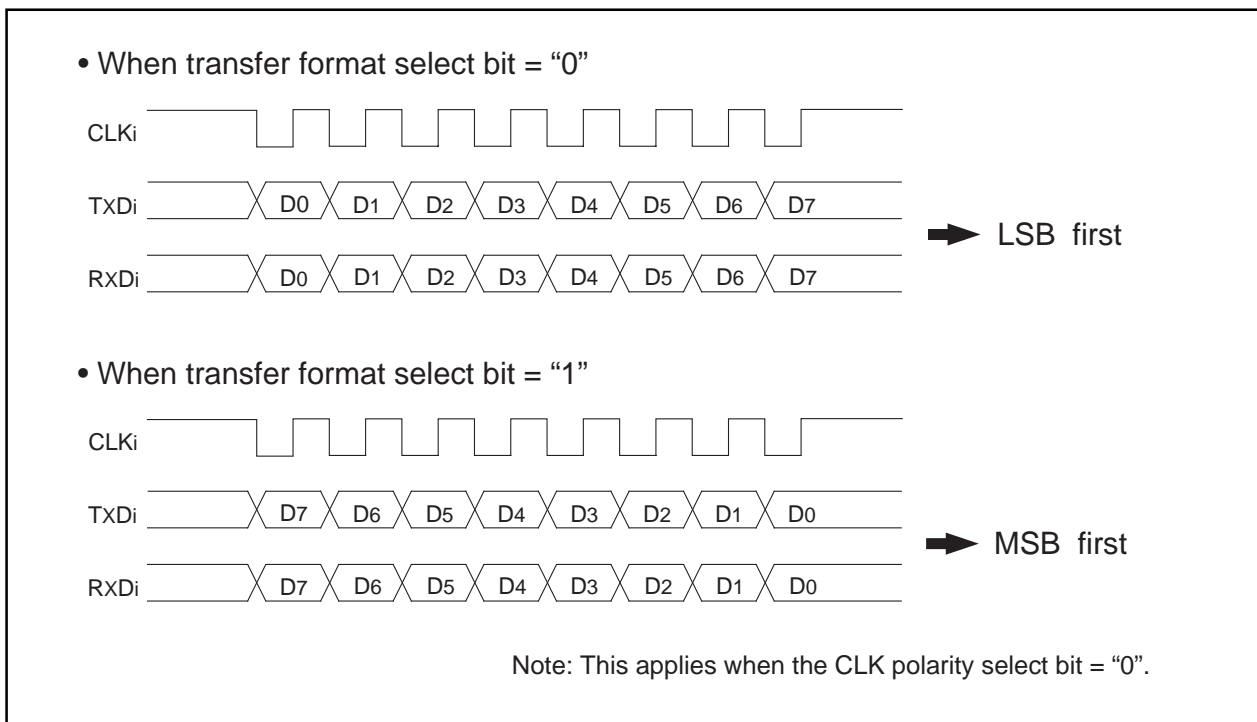 • When transfer format select bit = “0”
CLKi
TXDi D0 D1 D2 D3 D4 D5 D6 D7
LSB first
RXDi D0 D1 D2 D3 D4 D5 D6 D7
• When transfer format select bit = “1”
CLKi
TXDi D7 D6 D5 D4 D3 D2 D1 D0
MSB first
RXDi D7 D6 D5 D4 D3 D2 D1 D0
Note: This applies when the CLK polarity select bit = “0”.